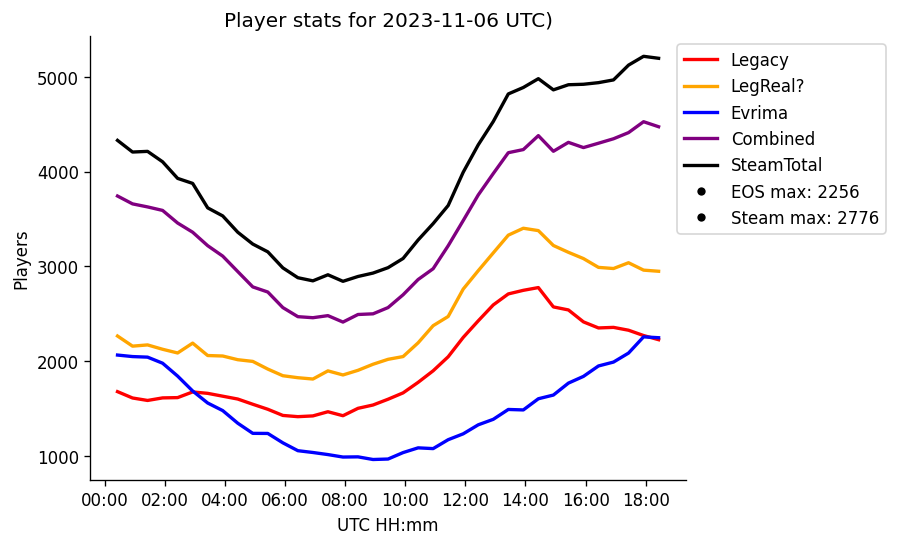 Player stats for 2023-11-06 UTC)
Legacy
LegReal?
Evrima
Combined
SteamTotal
EOS max: 2256
Steam max: 2776
Players
5000
4000
3000
2000
1000
00:00 02:00 04:00 06:00 08:00 10:00 12:00 14:00 16:00 18:00
UTC HH:mm